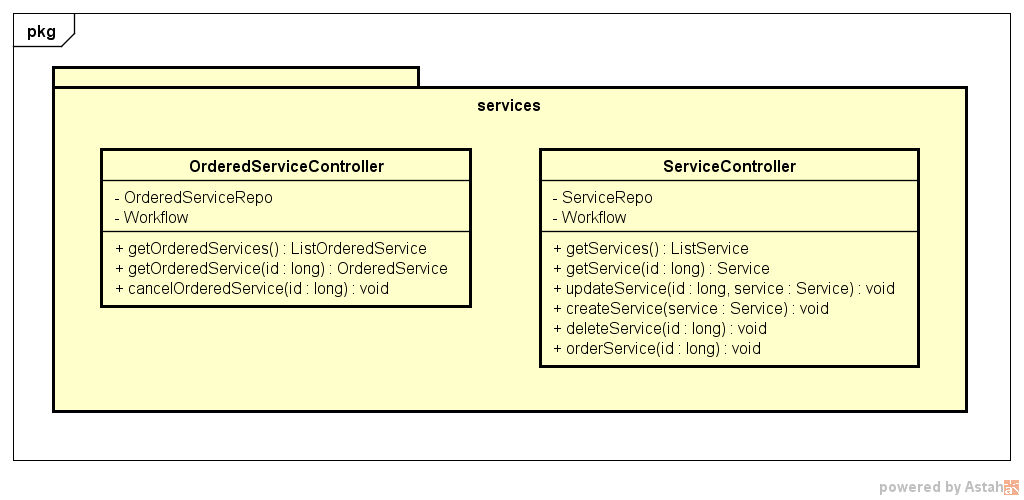 pkg
services
OrderedServiceController
- OrderedServiceRepo
- Workflow
+ getOrderedServices() : ListOrderedService
+ getOrderedService(id : long) : OrderedService
+ cancelOrderedService(id : long) : void
ServiceController
- ServiceRepo
- Workflow
+ getServices() : ListService
+ getService(id : long) : Service
+ updateService(id : long, service : Service) : void
+ createService(service : Service) : void
+ deleteService(id : long) : void
+ orderService(id : long) : void
powered by Astah